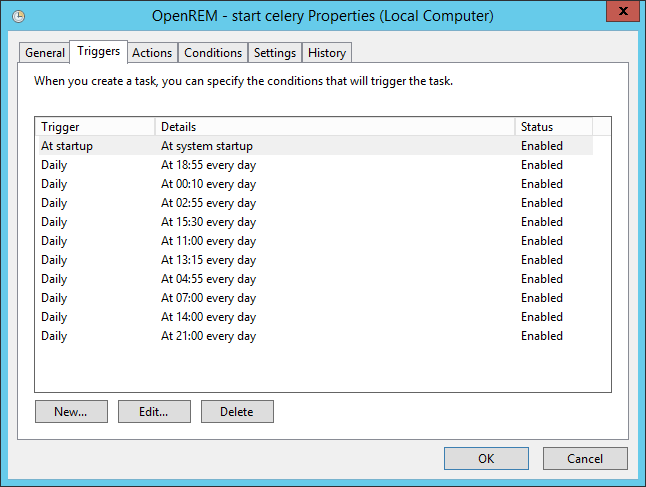 OpenREM - start celery Properties (Local Computer)
General Triggers Actions Conditions Settings History
When you create a task, you can specify the conditions that will trigger the task.
Trigger Details Status
At startup At system startup Enabled
Daily At 18:55 every day Enabled
Daily At 00:10 every day Enabled
Daily At 02:55 every day Enabled
Daily At 15:30 every day Enabled
Daily At 11:00 every day Enabled
Daily At 13:15 every day Enabled
Daily At 04:55 every day Enabled
Daily At 07:00 every day Enabled
Daily At 14:00 every day Enabled
Daily At 21:00 every day Enabled
New... Edit... Delete
OK Cancel